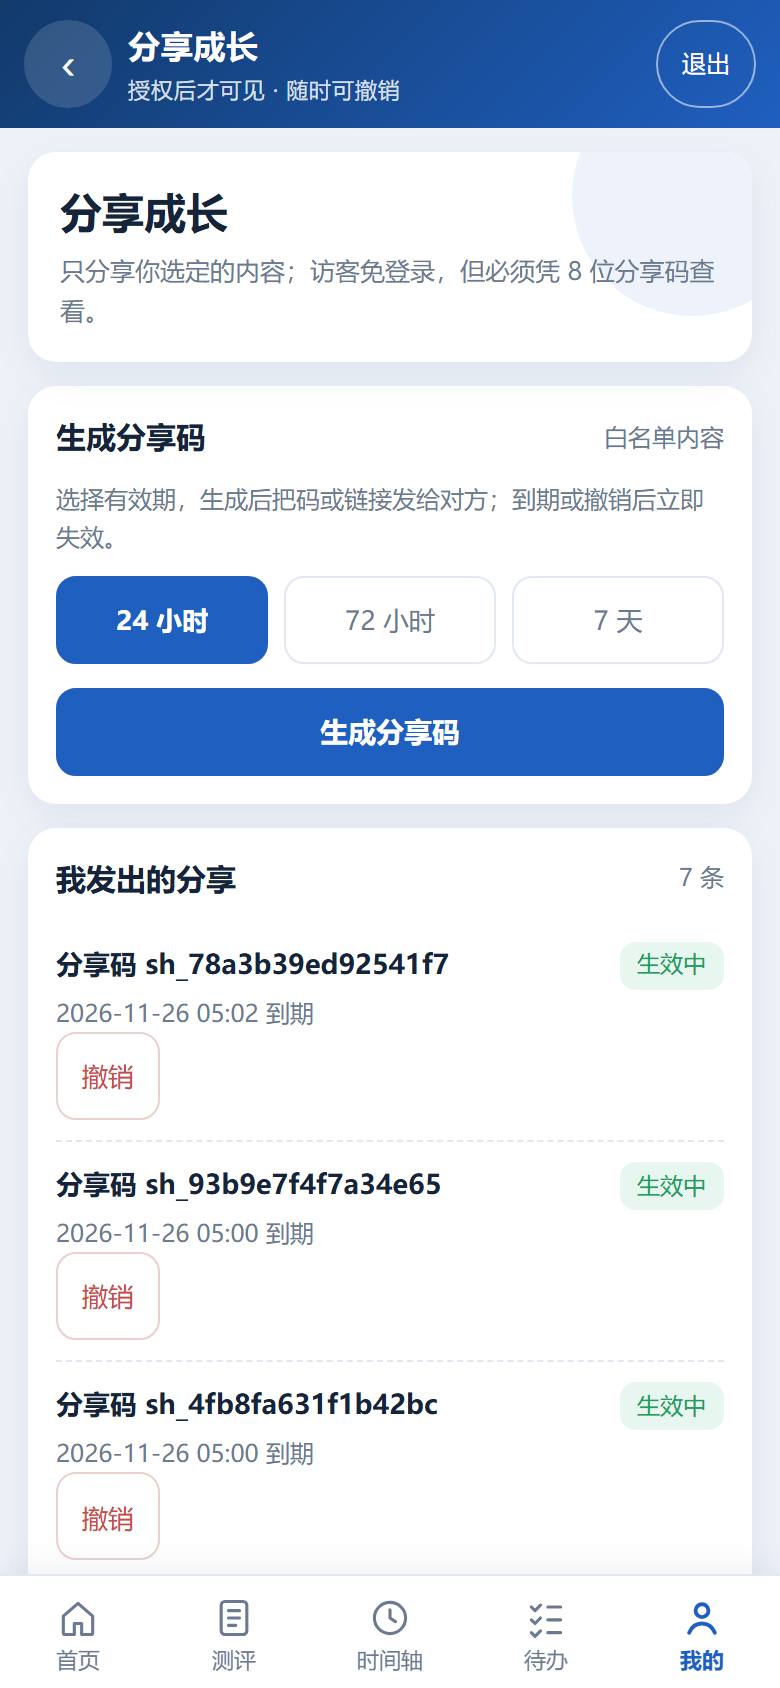 ‹
分享成长
授权后才可见 · 随时可撤销
退出
分享成长
只分享你选定的内容；访客免登录，但必须凭 8 位分享码查
看。
生成分享码
白名单内容
选择有效期，生成后把码或链接发给对方；到期或撤销后立即
失效。
24 小时
72 小时
7 天
生成分享码
我发出的分享
7 条
分享码 sh_78a3b39ed92541f7
生效中
2026-11-26 05:02 到期
撤销
分享码 sh_93b9e7f4f7a34e65
生效中
2026-11-26 05:00 到期
撤销
分享码 sh_4fb8fa631f1b42bc
生效中
2026-11-26 05:00 到期
撤销
首页
测评
时间轴
待办
我的